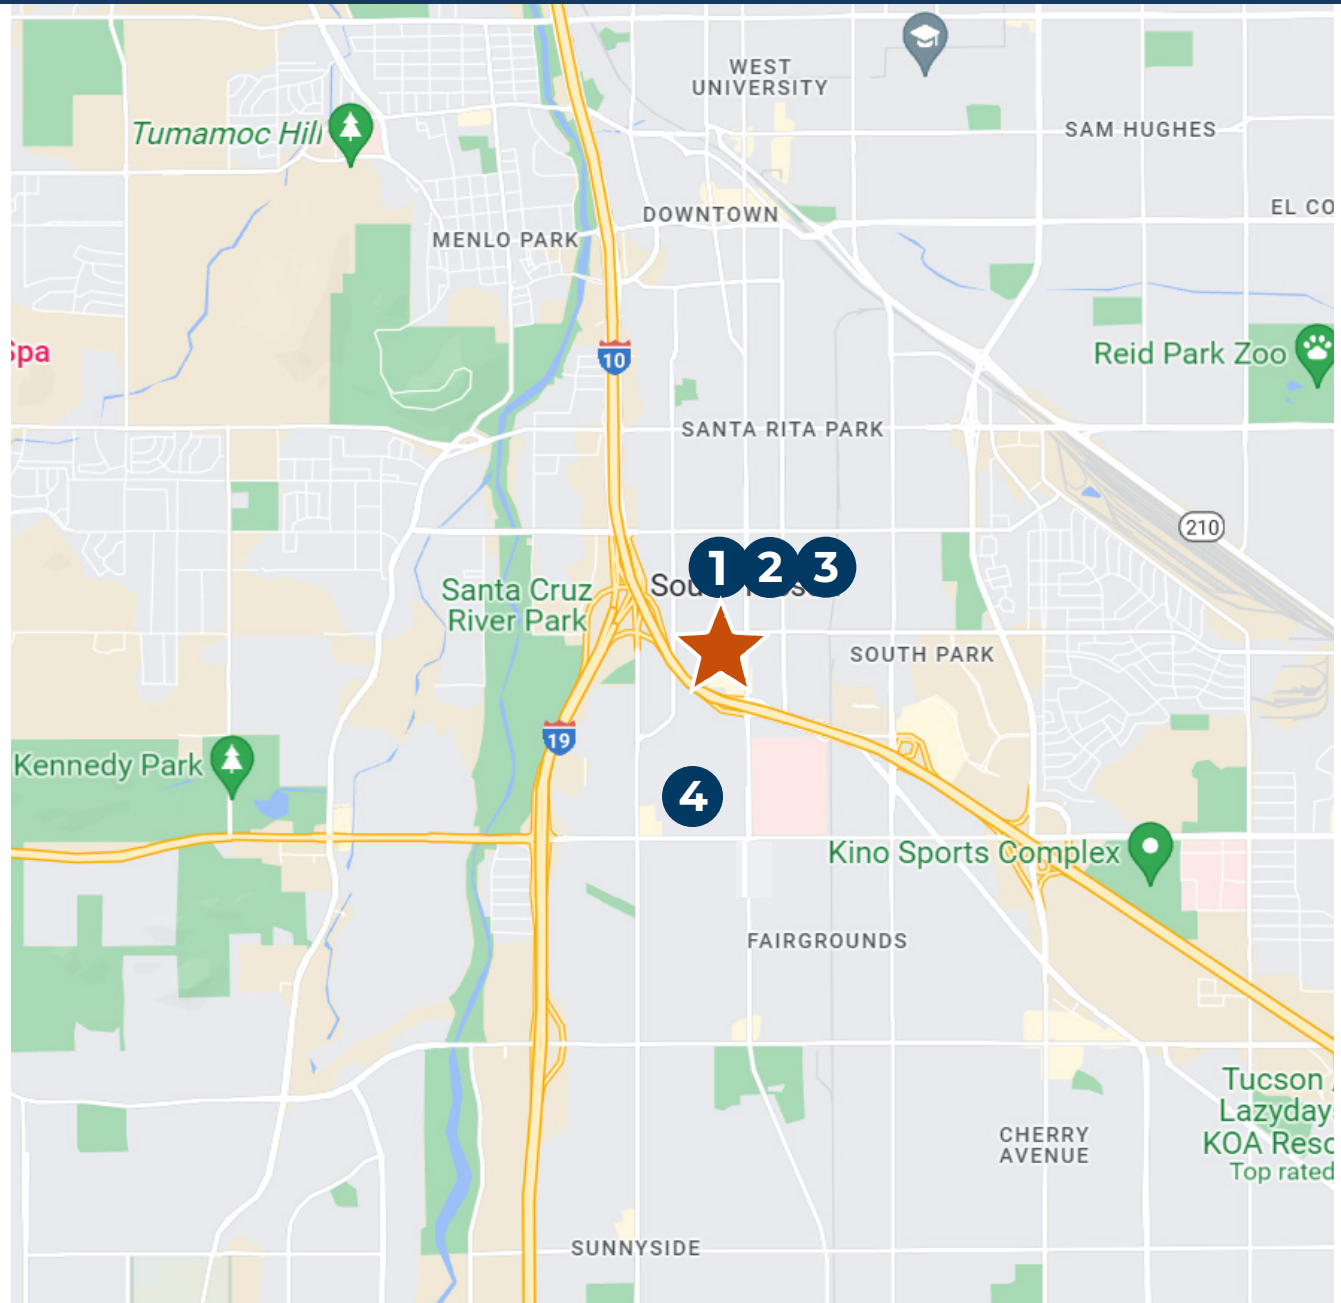 WEST
UNIVERSITY
Tumamoc Hill
SAM HUGHES
DOWNTOWN
EL CO
MENLO PARK
Spa
10
Reid Park Zoo
SANTA RITA PARK
210
1
2
3
Santa Cruz
River Park
SOUTH PARK
19
Kennedy Park
4
Kino Sports Complex
FAIRGROUNDS
Tucson
Lazyday
KOA Reso
Top rated
CHERRY
AVENUE
SUNNYSIDE